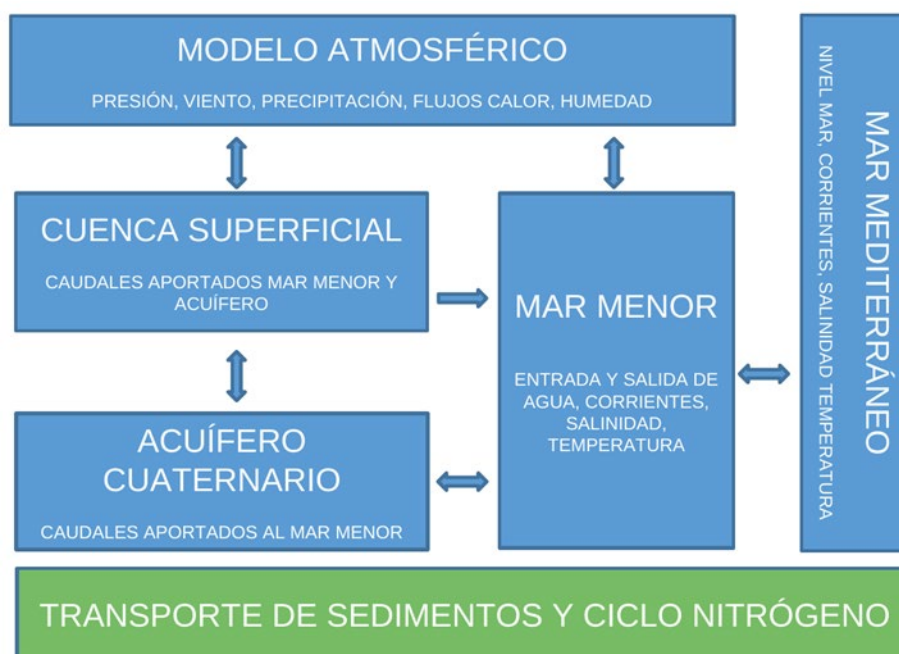 MODELO ATMOSFÉRICO
PRESIÓN, VIENTO, PRECIPITACIÓN, FLUJOS CALOR, HUMEDAD
CUENCA SUPERFICIAL
CAUDALES APORTADOS MAR MENOR Y
ACUÍFERO
ACUÍFERO
CUATERNARIO
CAUDALES APORTADOS AL MAR MENOR
MAR MENOR
ENTRADA Y SALIDA DE
AGUA, CORRIENTES,
SALINIDAD,
TEMPERATURA
MAR MEDITERRÁNEO
NIVEL MAR, CORRIENTES, SALINIDAD TEMPERATURA
TRANSPORTE DE SEDIMENTOS Y CICLO NITRÓGENO